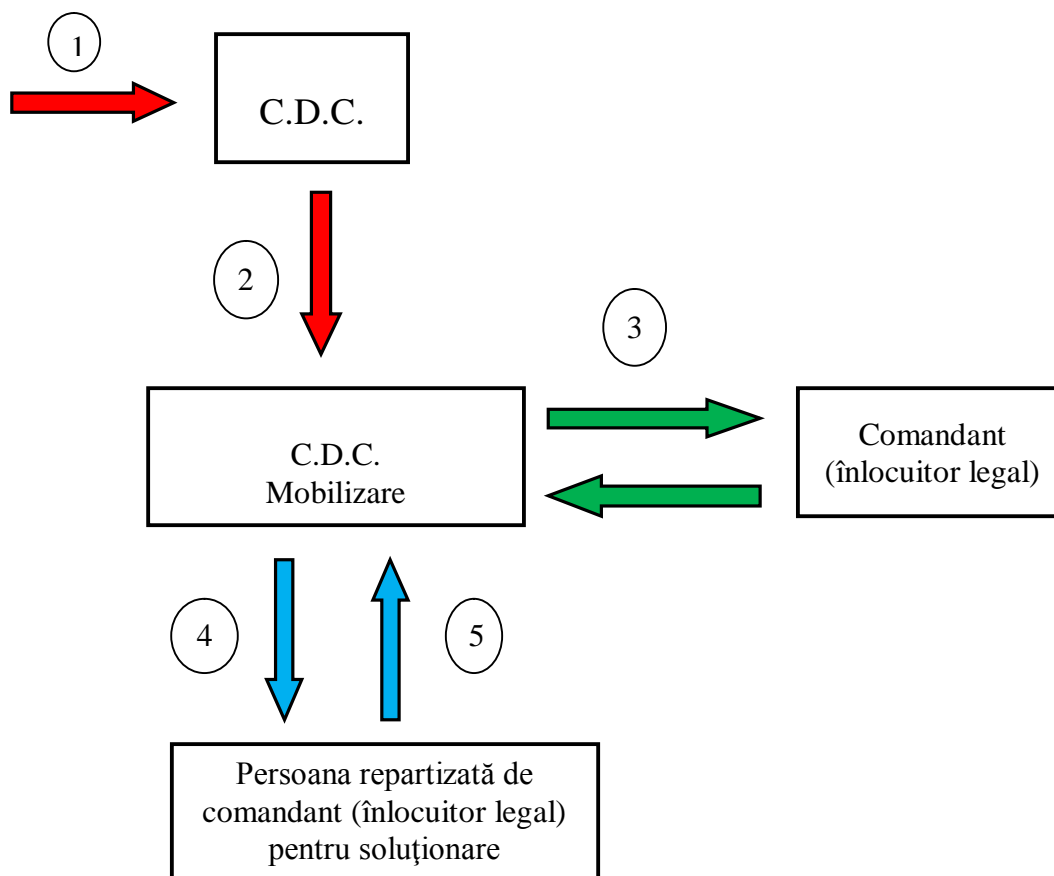 1
C.D.C.
2
3
C.D.C.
Mobilizare
Comandant
(înlocuitor legal)
4
5
Persoana repartizată de
comandant (înlocuitor legal)
pentru soluţionare